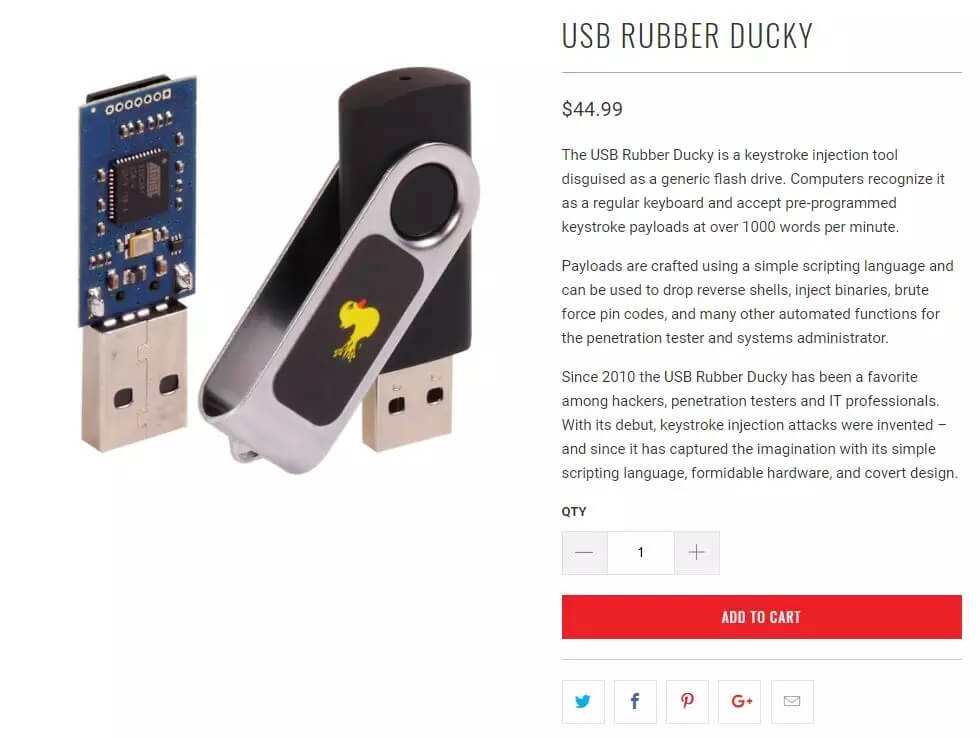 USB RUBBER DUCKY
$44.99
The USB Rubber Ducky is a keystroke injection tool
disguised as a generic flash drive. Computers recognize it
as a regular keyboard and accept pre-programmed
keystroke payloads at over 1000 words per minute.
Payloads are crafted using a simple scripting language and
can be used to drop reverse shells, inject binaries, brute
force pin codes, and many other automated functions for
the penetration tester and systems administrator.
Since 2010 the USB Rubber Ducky has been a favorite
among hackers, penetration testers and IT professionals.
With its debut, keystroke injection attacks were invented –
and since it has captured the imagination with its simple
scripting language, formidable hardware, and covert design.
QTY
1
ADD TO CART